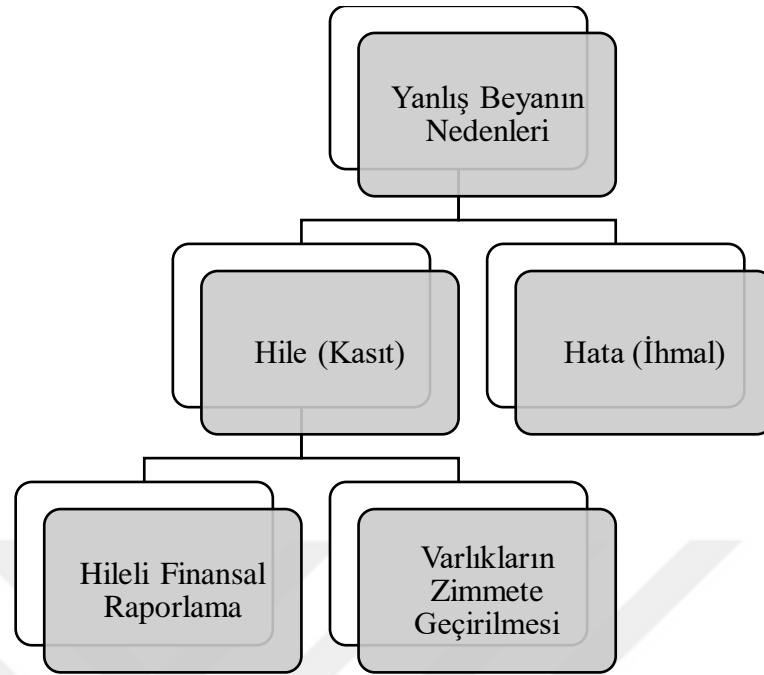 Yanlış Beyanın
Nedenleri
Hile (Kasıt)
Hata (İhmal)
Hileli Finansal
Raporlama
Varlıkların
Zimmete
Geçirilmesi